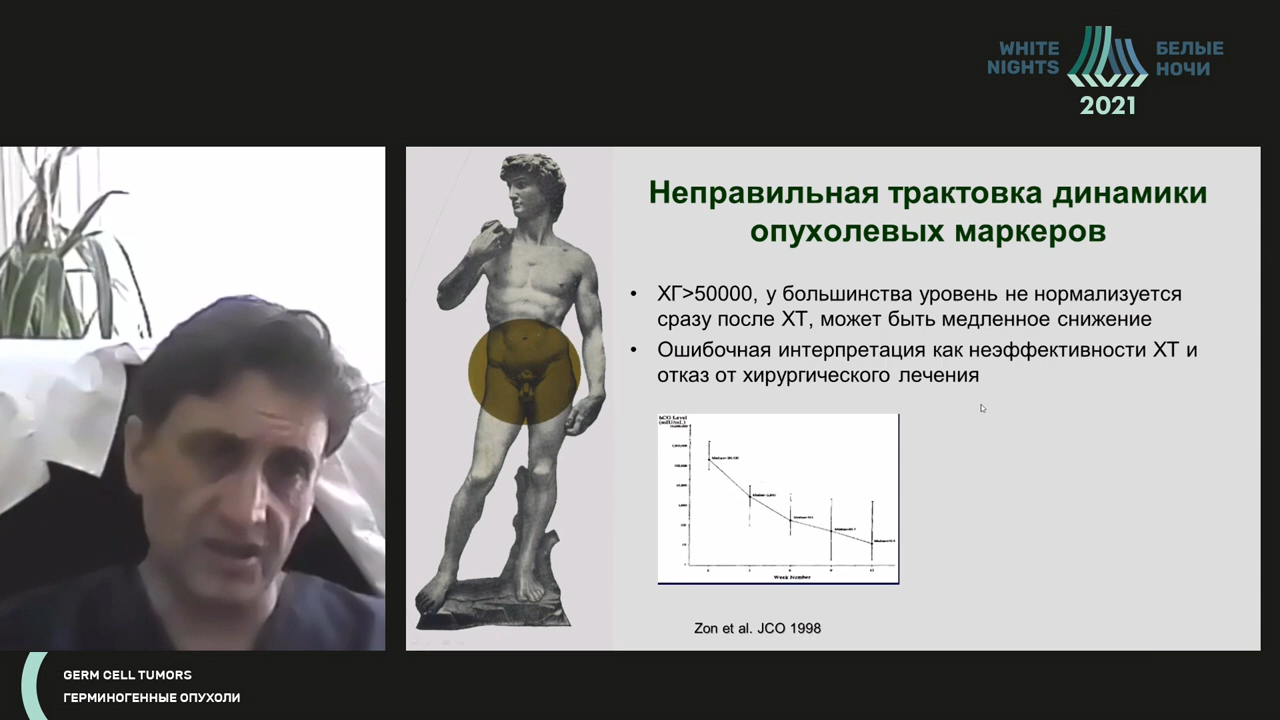 WHITE
NIGHTS
БЕЛЫЕ
НОЧИ
2021
Неправильная трактовка динамики
опухолевых маркеров
• ХГ>50000, у большинства уровень не нормализуется
сразу после ХТ, может быть медленное снижение
• Ошибочная интерпретация как неэффективности ХТ и
отказ от хирургического лечения
hCG Level
(mIU/mL)
Week Number
Zon et al. JCO 1998
GERM CELL TUMORS
ГЕРМИНОГЕННЫЕ ОПУХОЛИ